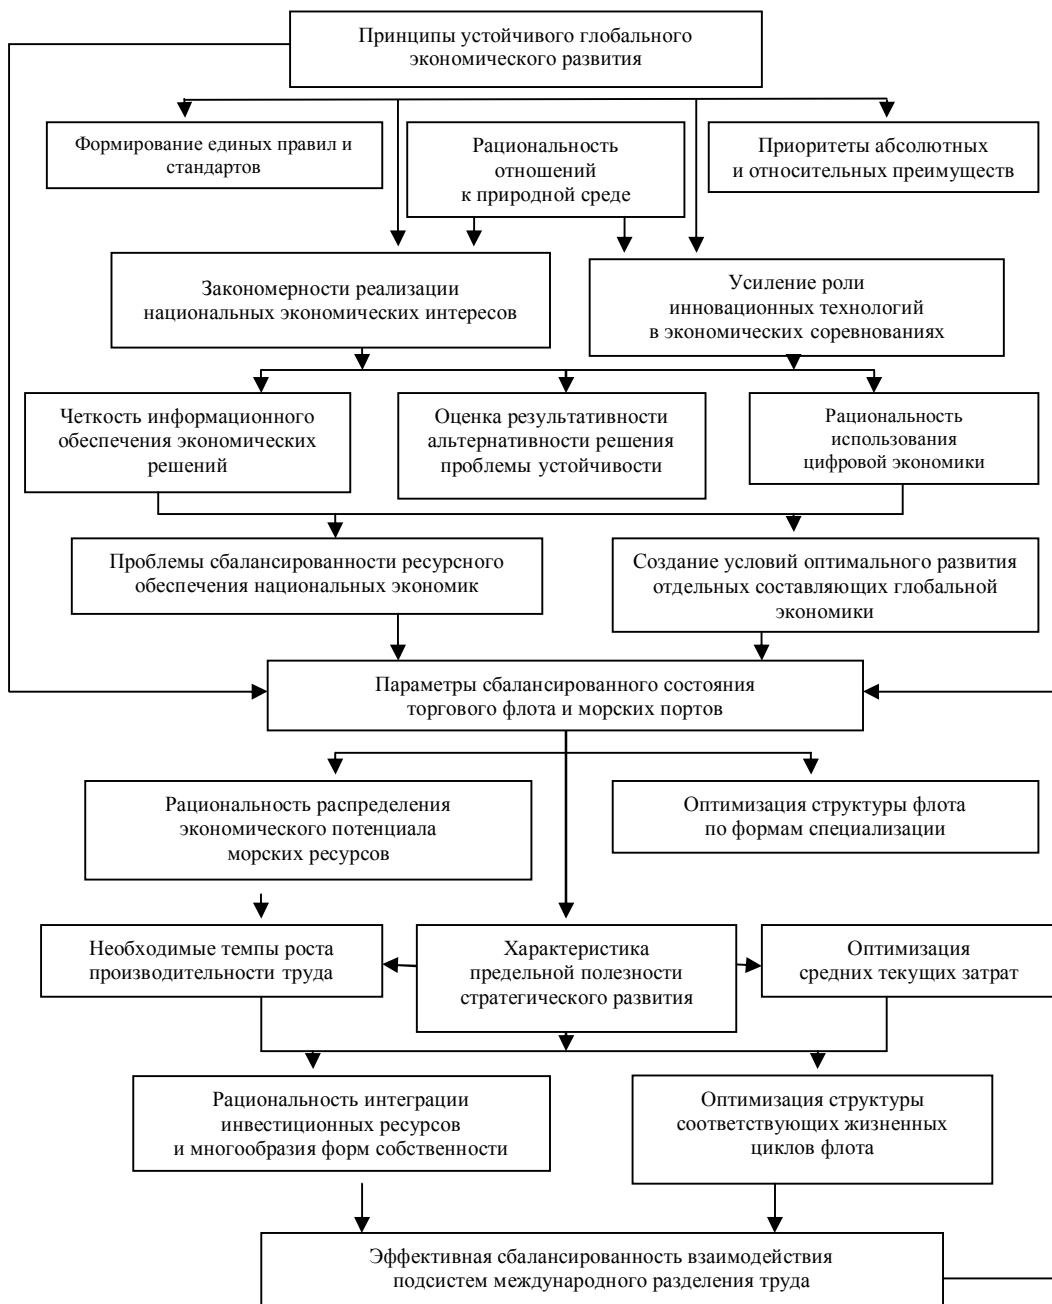 Принципы устойчивого глобального
экономического развития
Формирование единых правил и
стандартов
Рациональность
отношений
к природной среде
Приоритеты абсолютных
и относительных преимуществ
Закономерности реализации
национальных экономических интересов
Усиление роли
инновационных технологий
в экономических соревнованиях
Четкость информационного
обеспечения экономических
решений
Оценка результативности
альтернативности решения
проблемы устойчивости
Рациональность
использования
цифровой экономики
Проблемы сбалансированности ресурсного
обеспечения национальных экономик
Создание условий оптимального развития
отдельных составляющих глобальной
экономики
Параметры сбалансированного состояния
торгового флота и морских портов
Рациональность распределения
экономического потенциала
морских ресурсов
Оптимизация структуры флота
по формам специализации
Необходимые темпы роста
производительности труда
Характеристика
предельной полезности
стратегического развития
Оптимизация
средних текущих затрат
Рациональность интеграции
инвестиционных ресурсов
и многообразия форм собственности
Оптимизация структуры
соответствующих жизненных
циклов флота
Эффективная сбалансированность взаимодействия
подсистем международного разделения труда